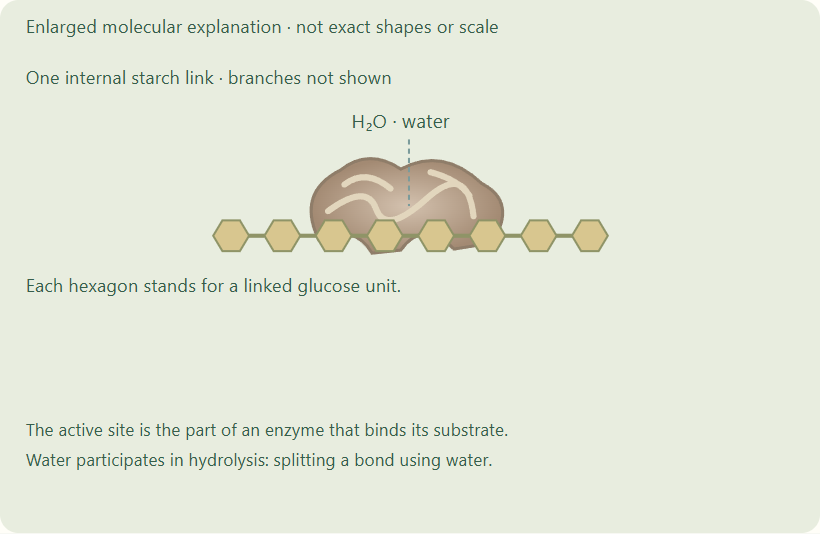 Enlarged molecular explanation · not exact shapes or scale
One internal starch link · branches not shown
H₂O · water
Each hexagon stands for a linked glucose unit.
The active site is the part of an enzyme that binds its substrate.
Water participates in hydrolysis: splitting a bond using water.